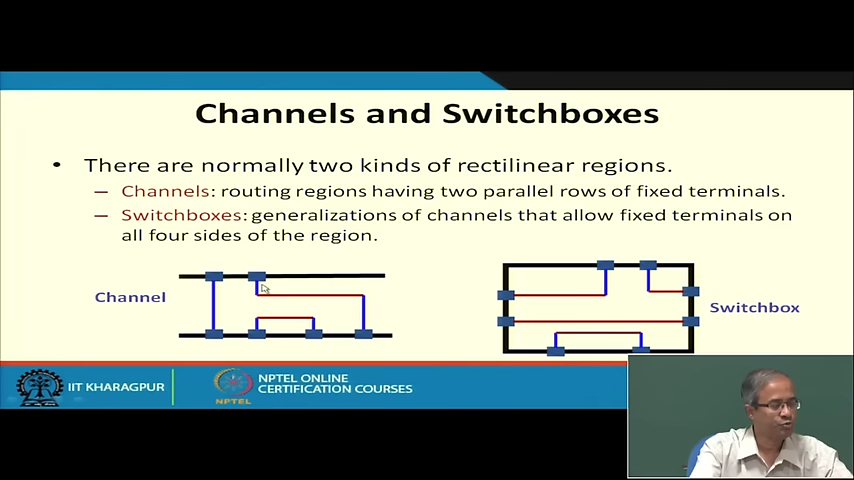 Channels and Switchboxes
• There are normally two kinds of rectilinear regions.
– Channels: routing regions having two parallel rows of fixed terminals.
– Switchboxes: generalizations of channels that allow fixed terminals on
all four sides of the region.
Channel
Switchbox
IIT KHARAGPUR
NPTEL
NPTEL ONLINE
CERTIFICATION COURSES